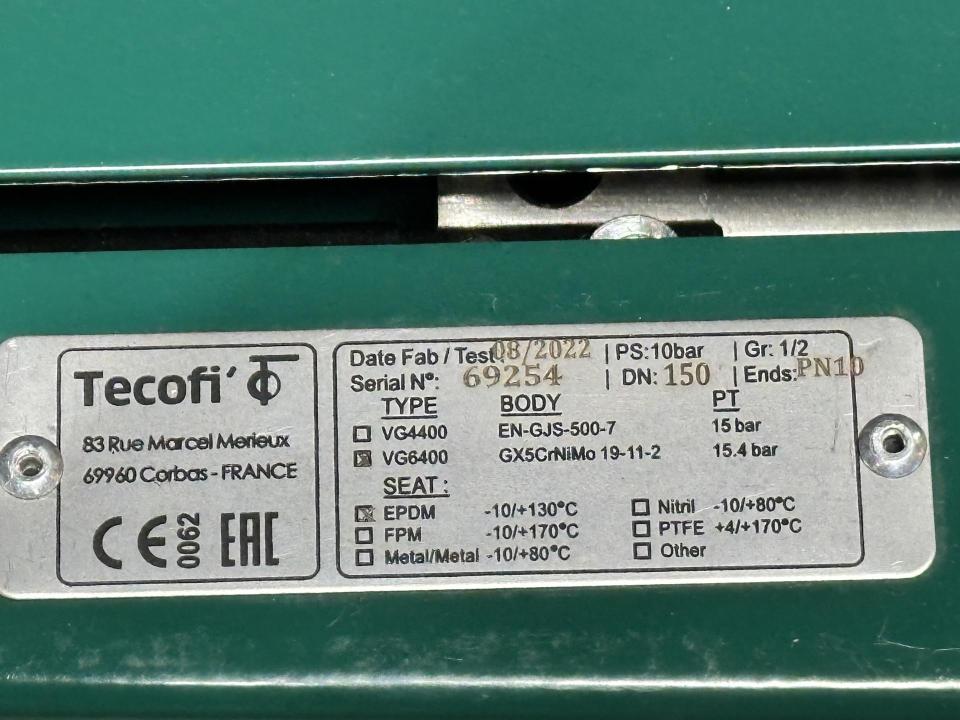 Tecofi'
83 Rue Marcel Merieux
69960 Corbas - FRANCE
CE 0062 EAC
Date Fab / Test 08/2022 | PS: 10bar | Gr: 1/2
Serial N°: 69254 | DN: 150 | Ends: PN10
TYPE BODY PT
☐ VG4400 EN-GJS-500-7 15 bar
☒ VG6400 GX5CrNiMo 19-11-2 15.4 bar
SEAT :
☒ EPDM -10/+130°C ☐ Nitril -10/+80°C
☐ FPM -10/+170°C ☐ PTFE +4/+170°C
☐ Metal/Metal -10/+80°C ☐ Other